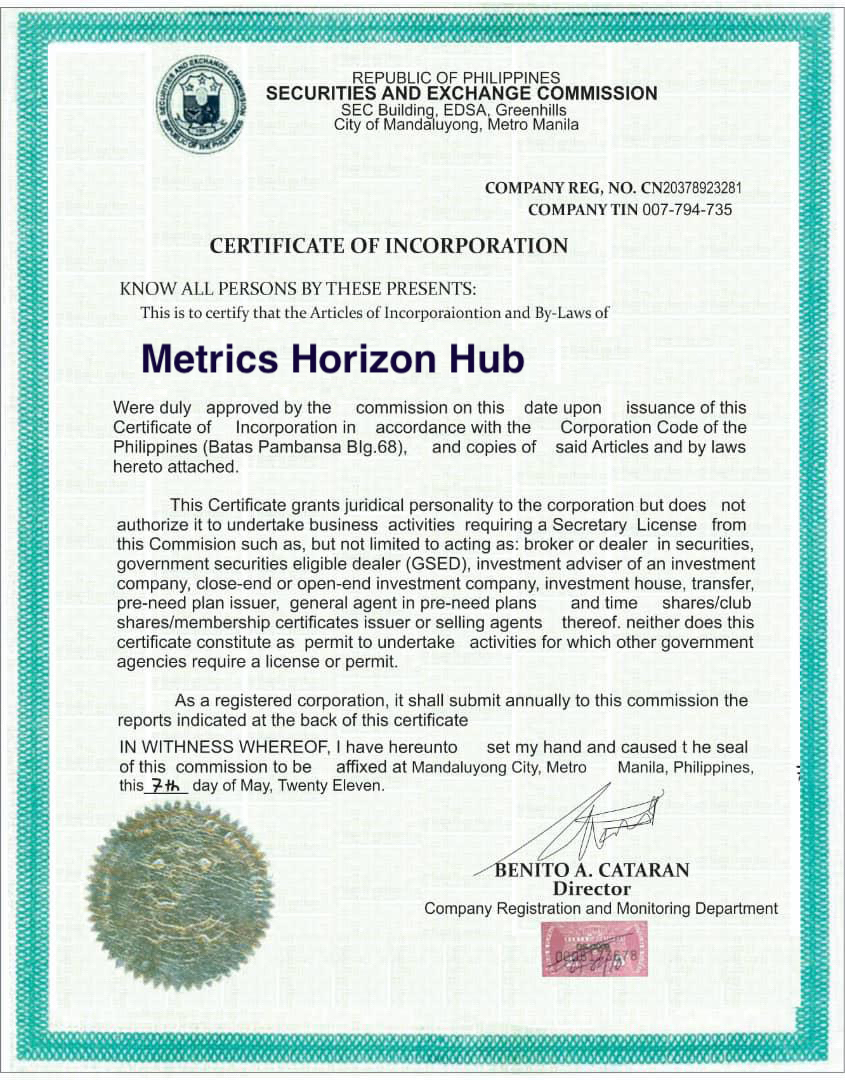 SECURITIES AND EXCHANGE COMMISSION
REPUBLIC OF THE PHILIPPINES
REPUBLIC OF PHILIPPINES
SECURITIES AND EXCHANGE COMMISSION
SEC Building, EDSA, Greenhills
City of Mandaluyong, Metro Manila
COMPANY REG, NO. CN20378923281
COMPANY TIN 007-794-735
CERTIFICATE OF INCORPORATION
KNOW ALL PERSONS BY THESE PRESENTS:
This is to certify that the Articles of Incorporaiontion and By-Laws of
Metrics Horizon Hub
Were duly approved by the commission on this date upon issuance of this
Certificate of Incorporation in accordance with the Corporation Code of the
Philippines (Batas Pambansa Blg.68), and copies of said Articles and by laws
hereto attached.
This Certificate grants juridical personality to the corporation but does not
authorize it to undertake business activities requiring a Secretary License from
this Commision such as, but not limited to acting as: broker or dealer in securities,
government securities eligible dealer (GSED), investment adviser of an investment
company, close-end or open-end investment company, investment house, transfer,
pre-need plan issuer, general agent in pre-need plans and time shares/club
shares/membership certificates issuer or selling agents thereof. neither does this
certificate constitute as permit to undertake activities for which other government
agencies require a license or permit.
As a registered corporation, it shall submit annually to this commission the
reports indicated at the back of this certificate
IN WITHNESS WHEREOF, I have hereunto set my hand and caused t he seal
of this commission to be affixed at Mandaluyong City, Metro Manila, Philippines,
this 7th day of May, Twenty Eleven.
BENITO A. CATARAN
Director
Company Registration and Monitoring Department